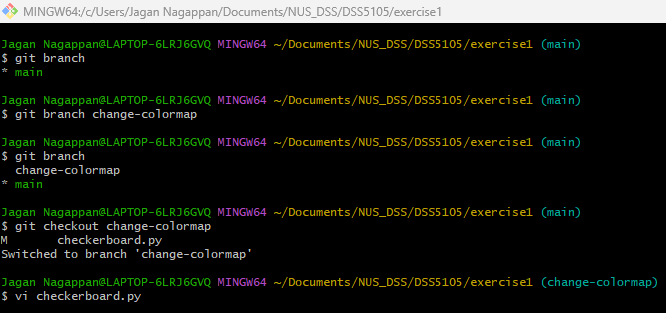 MINGW64:/c/Users/Jagan Nagappan/Documents/NUS_DSS/DSS5105/exercise1
Jagan Nagappan@LAPTOP-6LRJ6GVQ MINGW64 ~/Documents/NUS_DSS/DSS5105/exercise1 (main)
$ git branch
* main
Jagan Nagappan@LAPTOP-6LRJ6GVQ MINGW64 ~/Documents/NUS_DSS/DSS5105/exercise1 (main)
$ git branch change-colormap
Jagan Nagappan@LAPTOP-6LRJ6GVQ MINGW64 ~/Documents/NUS_DSS/DSS5105/exercise1 (main)
$ git branch
  change-colormap
* main
Jagan Nagappan@LAPTOP-6LRJ6GVQ MINGW64 ~/Documents/NUS_DSS/DSS5105/exercise1 (main)
$ git checkout change-colormap
M       checkerboard.py
Switched to branch 'change-colormap'
Jagan Nagappan@LAPTOP-6LRJ6GVQ MINGW64 ~/Documents/NUS_DSS/DSS5105/exercise1 (change-colormap)
$ vi checkerboard.py